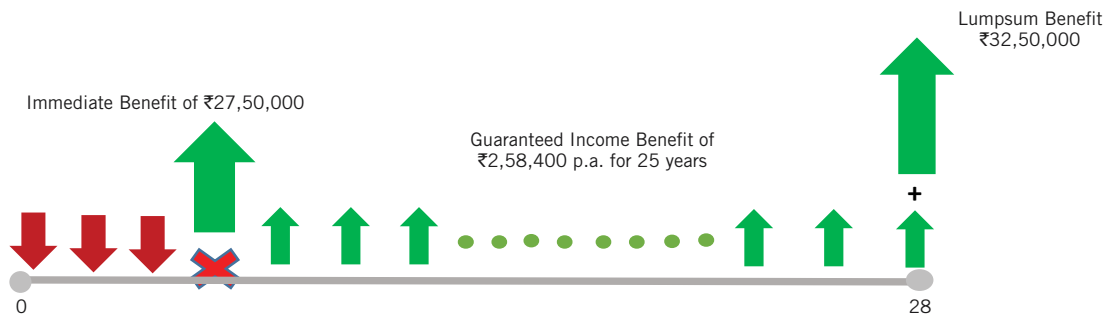 Lumpsum Benefit
₹32,50,000
Immediate Benefit of ₹27,50,000
Guaranteed Income Benefit of
₹2,58,400 p.a. for 25 years
+
0
28